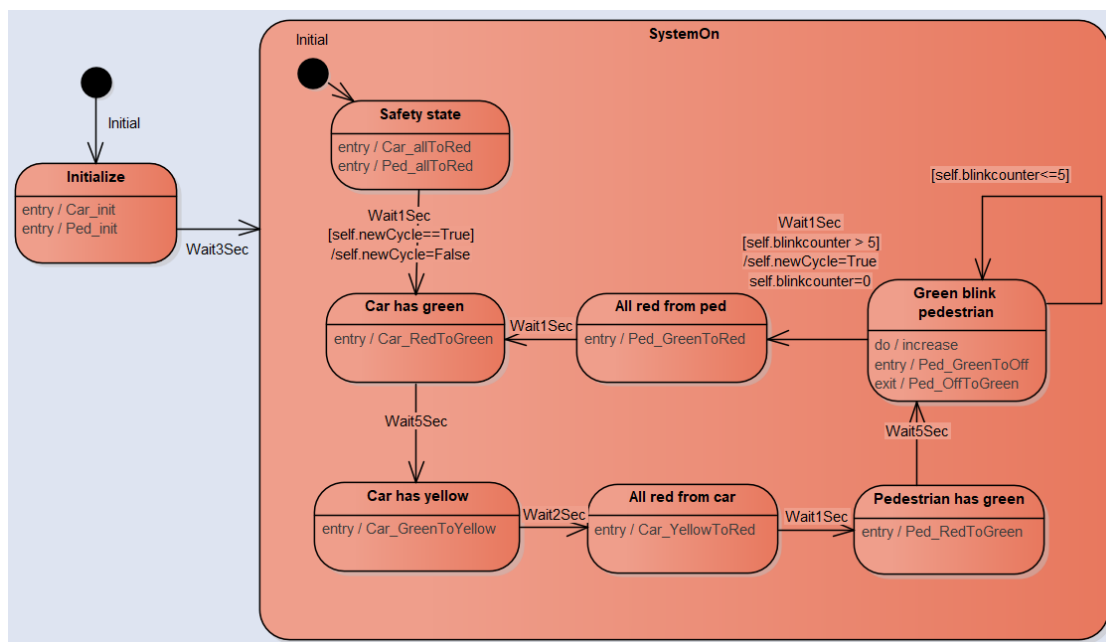 SystemOn
Initial
Initial
Safety state
entry / Car_allToRed
entry / Ped_allToRed
Initialize
entry / Car_init
entry / Ped_init
Wait3Sec
Wait1Sec
[self.newCycle==True]
/self.newCycle=False
[self.blinkcounter<=5]
Wait1Sec
[self.blinkcounter > 5]
/self.newCycle=True
self.blinkcounter=0
Car has green
entry / Car_RedToGreen
Wait1Sec
All red from ped
entry / Ped_GreenToRed
Green blink
pedestrian
do / increase
entry / Ped_GreenToOff
exit / Ped_OffToGreen
Wait5Sec
Wait5Sec
Car has yellow
entry / Car_GreenToYellow
Wait2Sec
All red from car
entry / Car_YellowToRed
Wait1Sec
Pedestrian has green
entry / Ped_RedToGreen